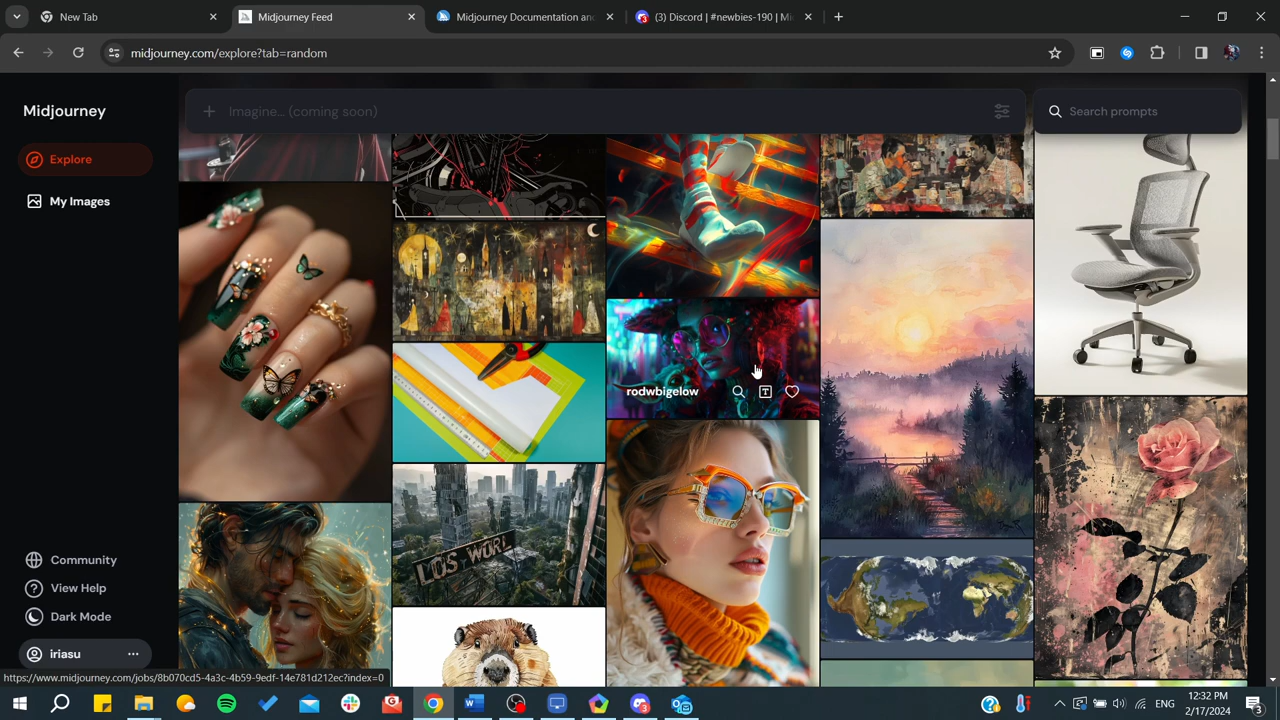 New Tab
Midjourney Feed
Midjourney Documentation an
(3) Discord | #newbies-190 | Mi
midjourney.com/explore?tab=random
Midjourney
Imagine... (coming soon)
Search prompts
Explore
My Images
rodwbigelow
LOS WORL
Community
View Help
Dark Mode
iriasu
https://www.midjourney.com/jobs/8b070cd5-4a3c-4b59-9edf-14e781d212ec?index=0
12:32 PM
ENG
2/17/2024
3